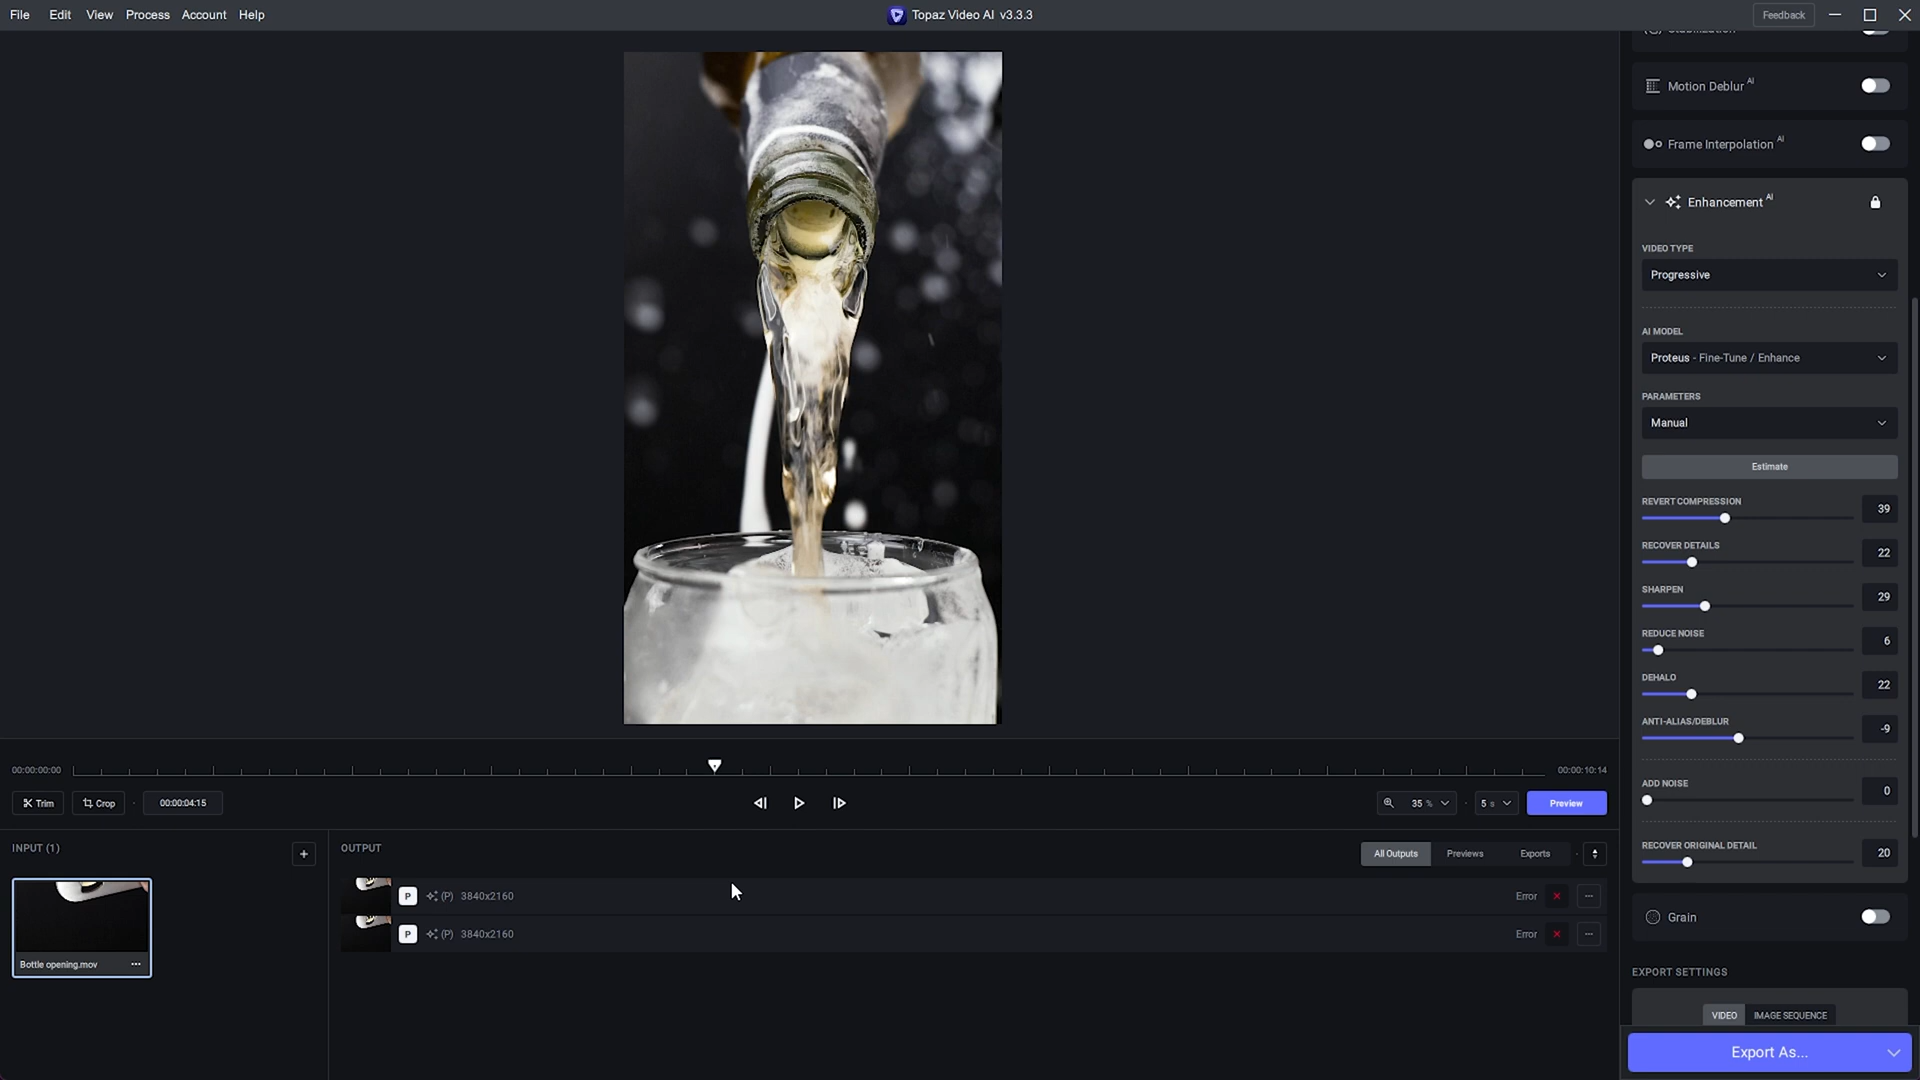 File Edit View Process Account Help
Topaz Video AI v3.3.3
Feedback
Stabilization
Motion Deblur AI
Frame Interpolation AI
Enhancement AI
VIDEO TYPE
Progressive
AI MODEL
Proteus - Fine-Tune / Enhance
PARAMETERS
Manual
Estimate
REVERT COMPRESSION
39
RECOVER DETAILS
22
SHARPEN
29
REDUCE NOISE
6
DEHALO
22
ANTI-ALIAS/DEBLUR
-9
ADD NOISE
0
RECOVER ORIGINAL DETAIL
20
Grain
EXPORT SETTINGS
VIDEO IMAGE SEQUENCE
Export As...
00:00:00:00
00:00:10:14
Trim Crop 00:00:04:15
35 % 5 s Preview
INPUT (1)
Bottle opening.mov
OUTPUT
All Outputs Previews Exports
P (P) 3840x2160 Error
P (P) 3840x2160 Error